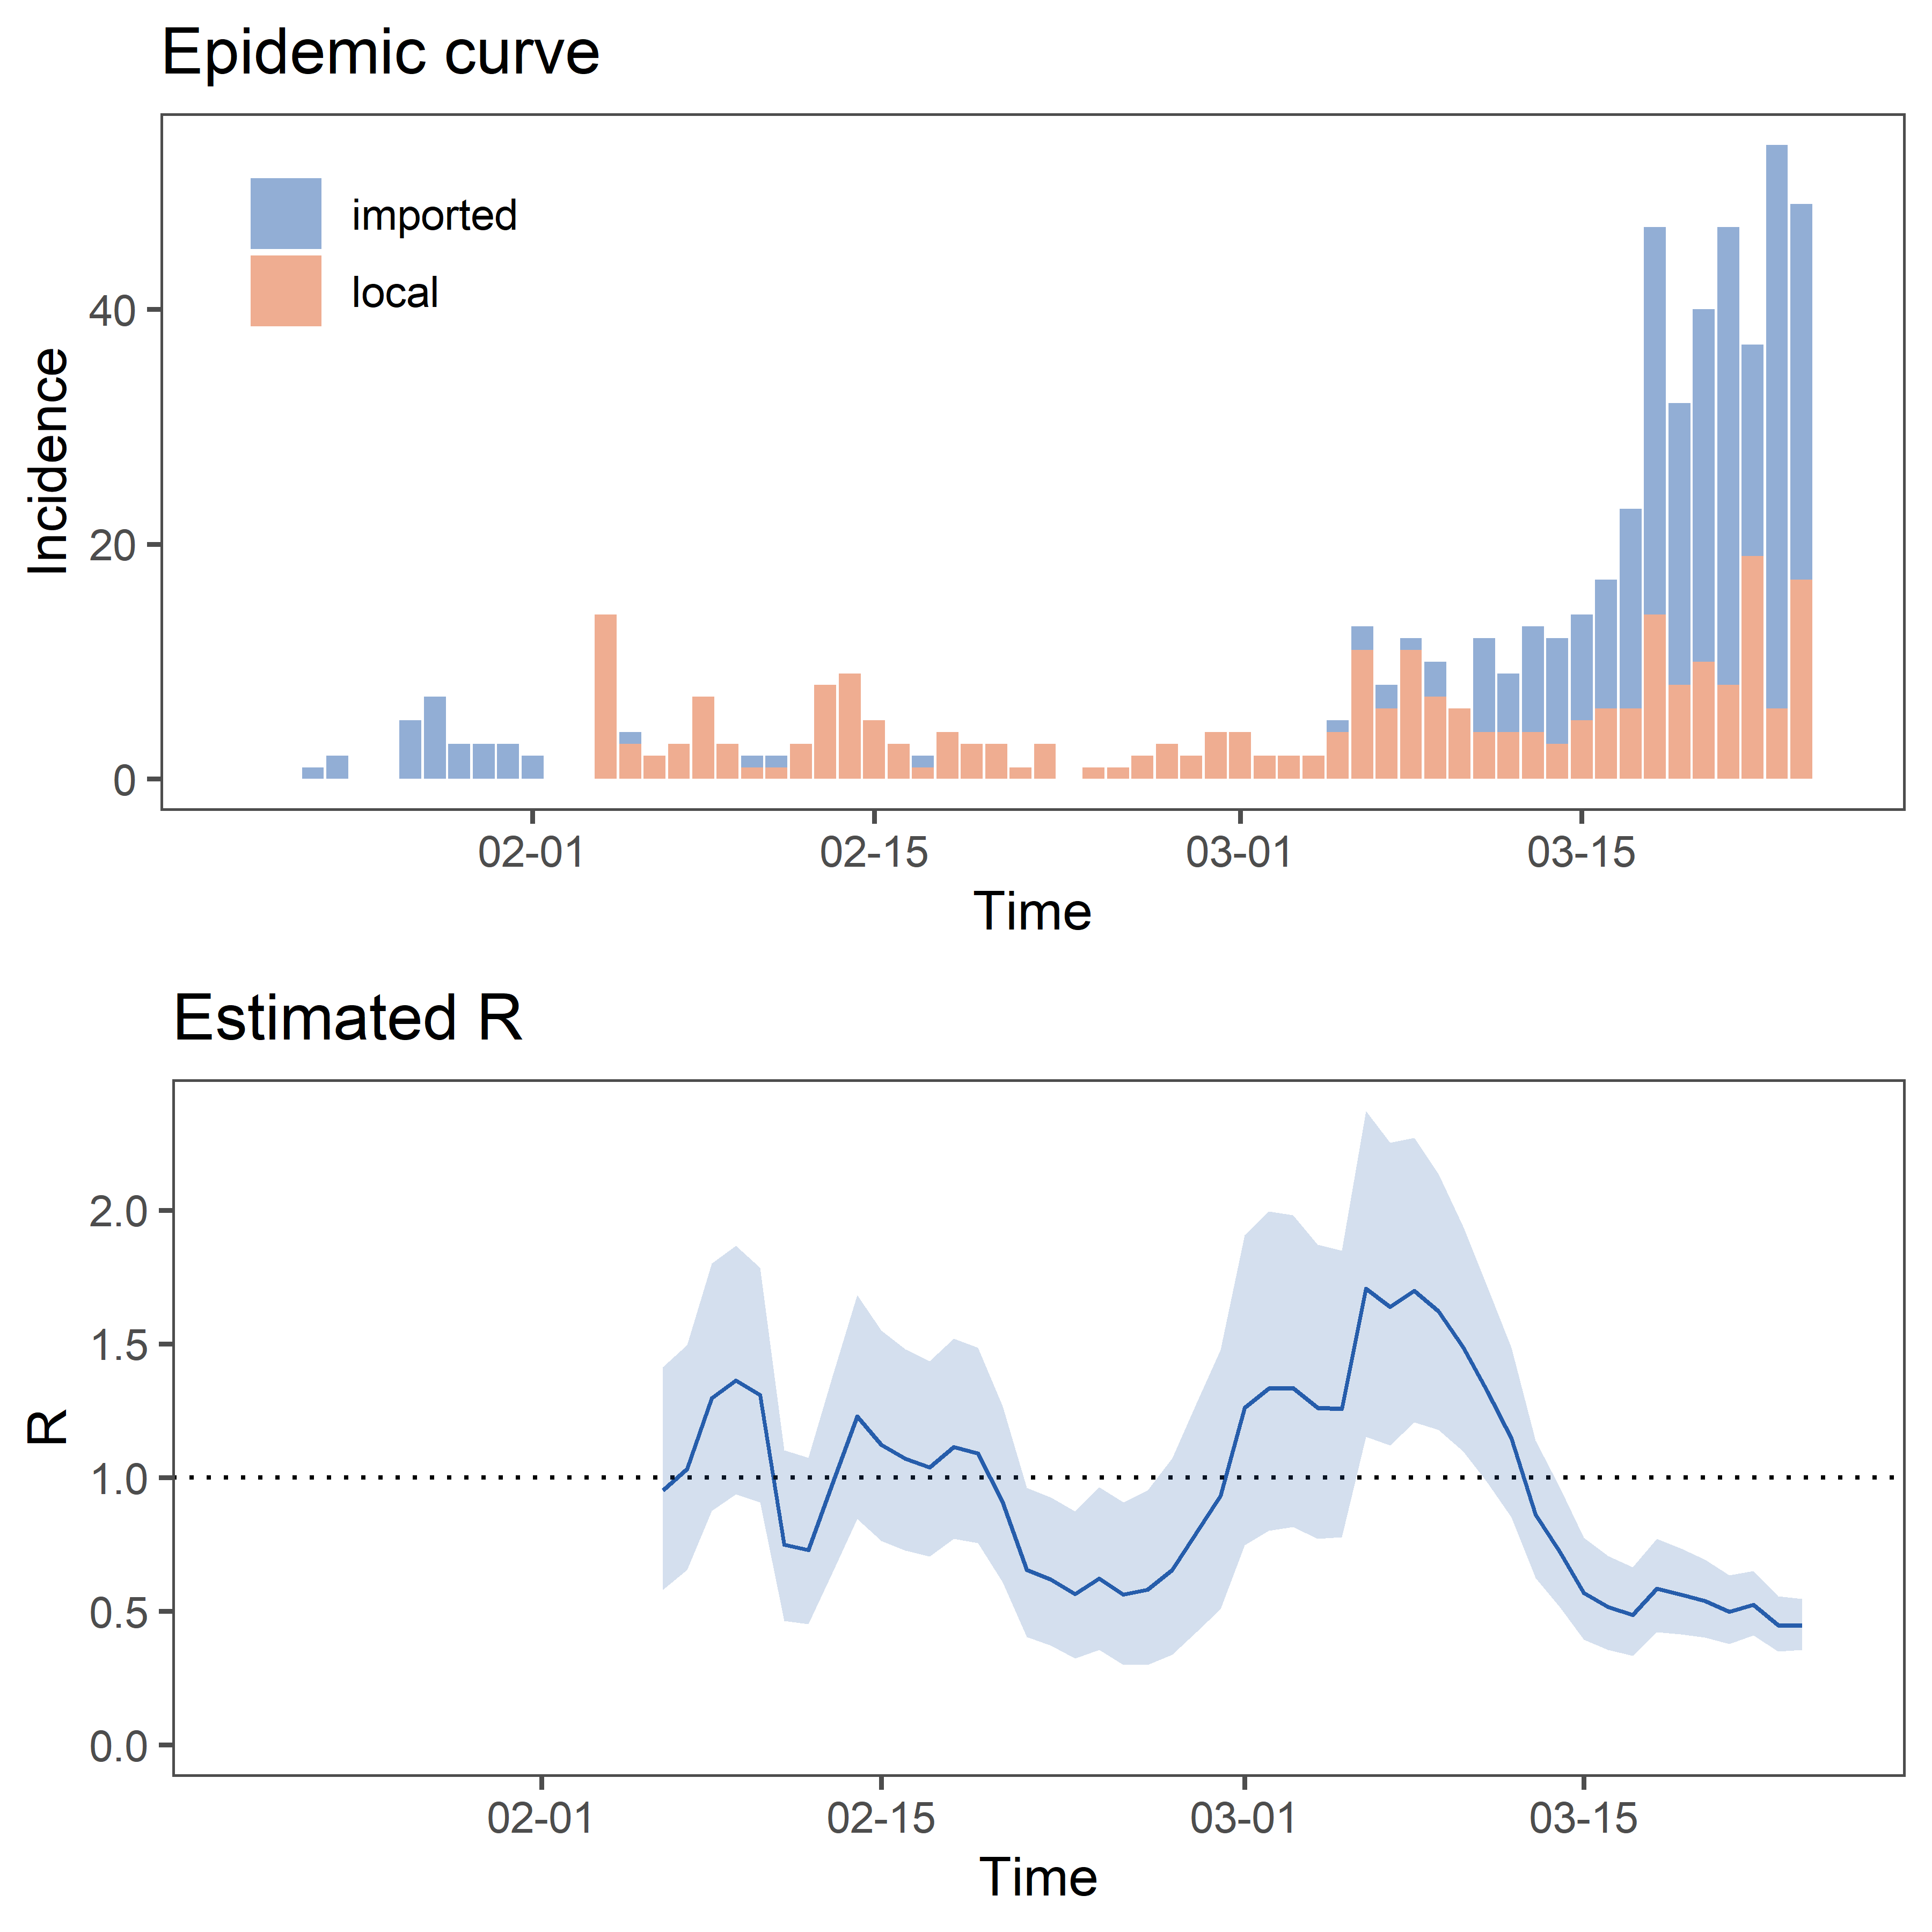 Epidemic curve
imported
local
40
20
0
Incidence
02-01 02-15 03-01 03-15
Time
Estimated R
2.0
1.5
1.0
0.5
0.0
R
02-01 02-15 03-01 03-15
Time